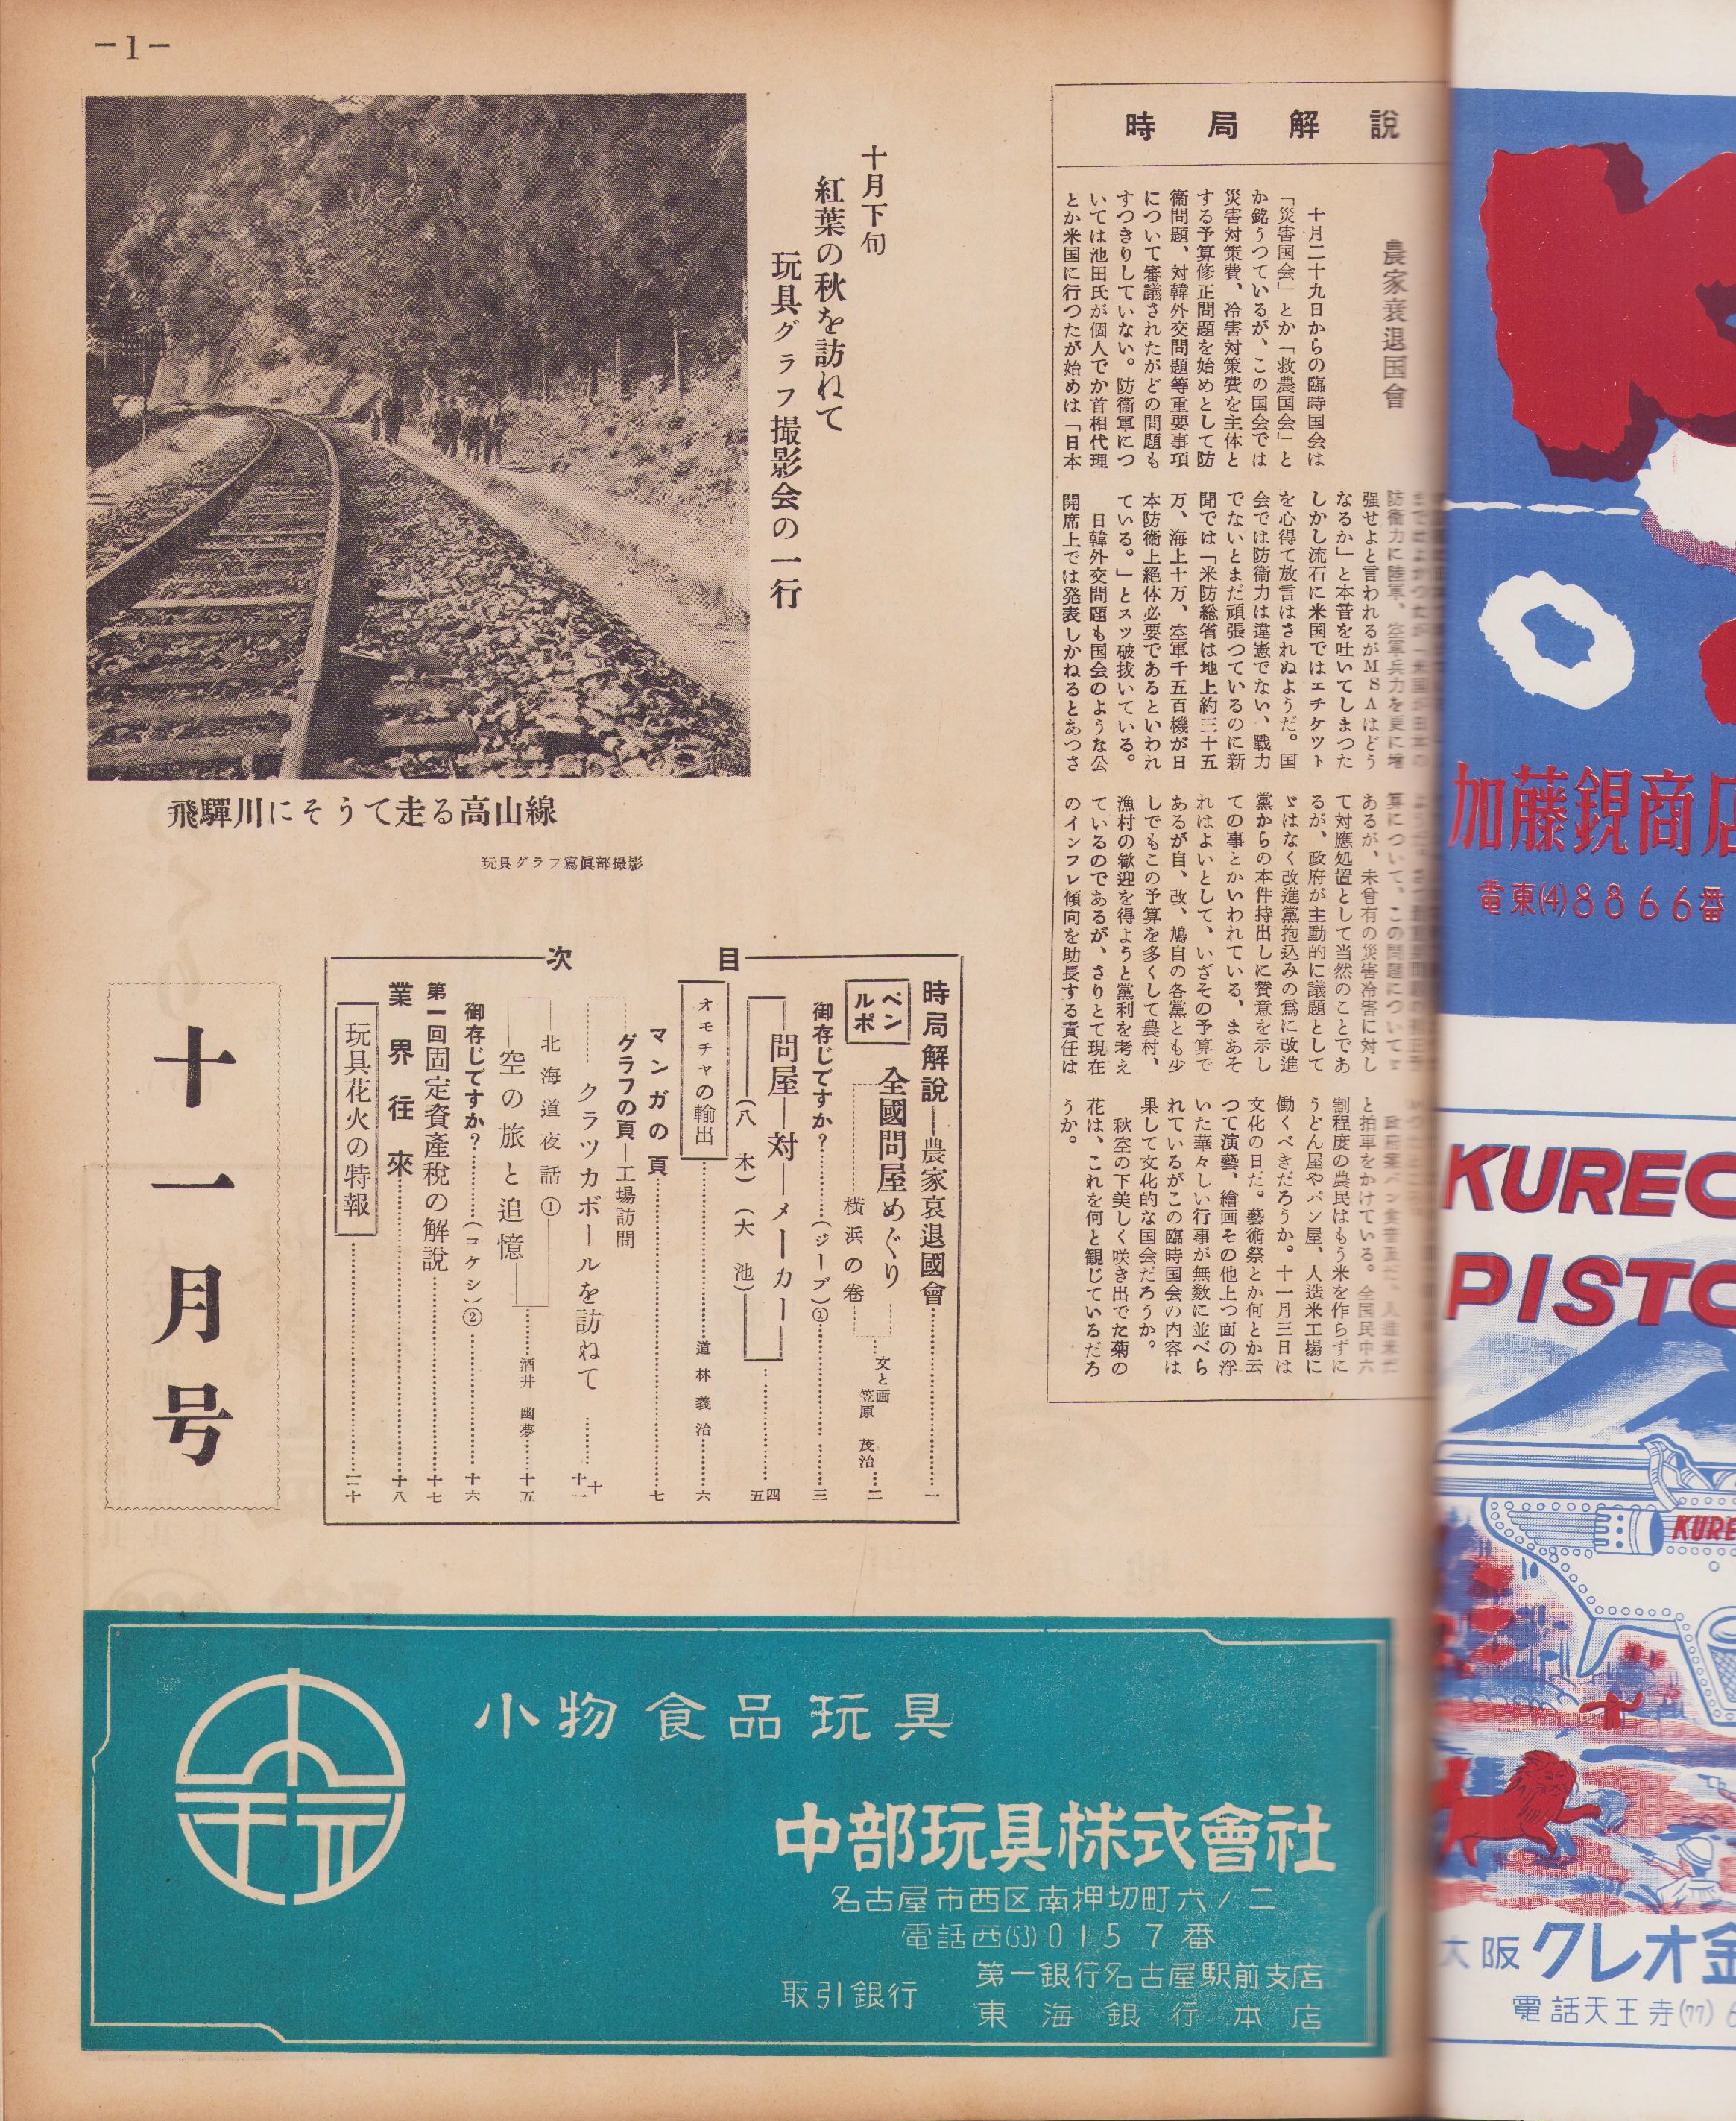 －1－
十月下旬
紅葉の秋を訪ねて
玩具グラフ撮影会の一行
飛驒川にそうて走る高山線
玩具グラフ寫眞部撮影
時局解説
農家哀退国會
十月二十九日からの臨時国会は
「災害国会」とか「救農国会」と
か銘うつているが、この国会では
災害対策費、冷害対策費を主体と
する予算修正問題を始めとして防
衞問題、対韓外交問題等重要事項
について審議されたがどの問題も
すつきりしていない。防衞軍につ
いては池田氏が個人でか首相代理
とか米国に行つたが始めは「日本
防衞力に陸軍、空軍兵力を更に増
强せよと言われるがＭＳＡはどう
なるか」と本音を吐いてしまつた
しかし流石に米国ではエチケット
を心得て放言はされぬようだ。国
会では防衞力は違憲でない、戰力
でないとまだ頑張つているのに新
聞では「米防総省は地上約三十五
万、海上十万、空軍千五百機が日
本防衞上絶体必要であるといわれ
ている。」とスッ破抜いている。
日韓外交問題も国会のような公
開席上では発表しかねるとあつさ
算について、この問題について
あるが、未曾有の災害冷害に対し
て対應処置として当然のことであ
るが、政府が主動的に議題として
ゞはなく改進黨抱込みの爲に改進
黨からの本件持出しに賛意を示し
ての事とかいわれている、まあそ
れはよいとして、いざその予算で
あるが自、改、鳩自の各黨とも少
しでもこの予算を多くして農村、
漁村の歓迎を得ようと黨利を考え
ているのであるが、さりとて現在
のインフレ傾向を助長する責任は
と拍車をかけている。全国民中六
割程度の農民はもう米を作らずに
うどん屋やパン屋、人造米工場に
働くべきだろうか。十一月三日は
文化の日だ。藝術祭とか何とか云
つて演藝、繪画その他上つ面の浮
いた華々しい行事が無数に並べら
れているがこの臨時国会の内容は
果して文化的な国会だろうか。
秋空の下美しく咲き出でた菊の
花は、これを何と観じているだろ
うか。
目次
時局解説―農家哀退國會……一
ペンルポ 全國問屋めぐり
横浜の巻……文と画 笠原 茂治……二
御存じですか？……（ジープ）①……三
問屋―対―メーカー……四五
（八木）（大池）
オモチャの輸出……道林義治……六
マンガの頁……七
グラフの頁―工場訪問
クラツカボールを訪ねて……十十一
北海道夜話①
空の旅と追憶……酒井 幽夢……十五
御存じですか？……（コケシ）②……十六
第一回固定資産税の解説……十七
業界往來……十八
玩具花火の特報……二十
十一月号
小物食品玩具
中部玩具株式會社
名古屋市西区南押切町六ノ二
電話西(53)0157番
取引銀行
第一銀行名古屋駅前支店
東海銀行本店
加藤鋧商店
電東(4)8866番
KUREO
PISTO
KURE
大阪クレオ金
電話天王寺(77)6